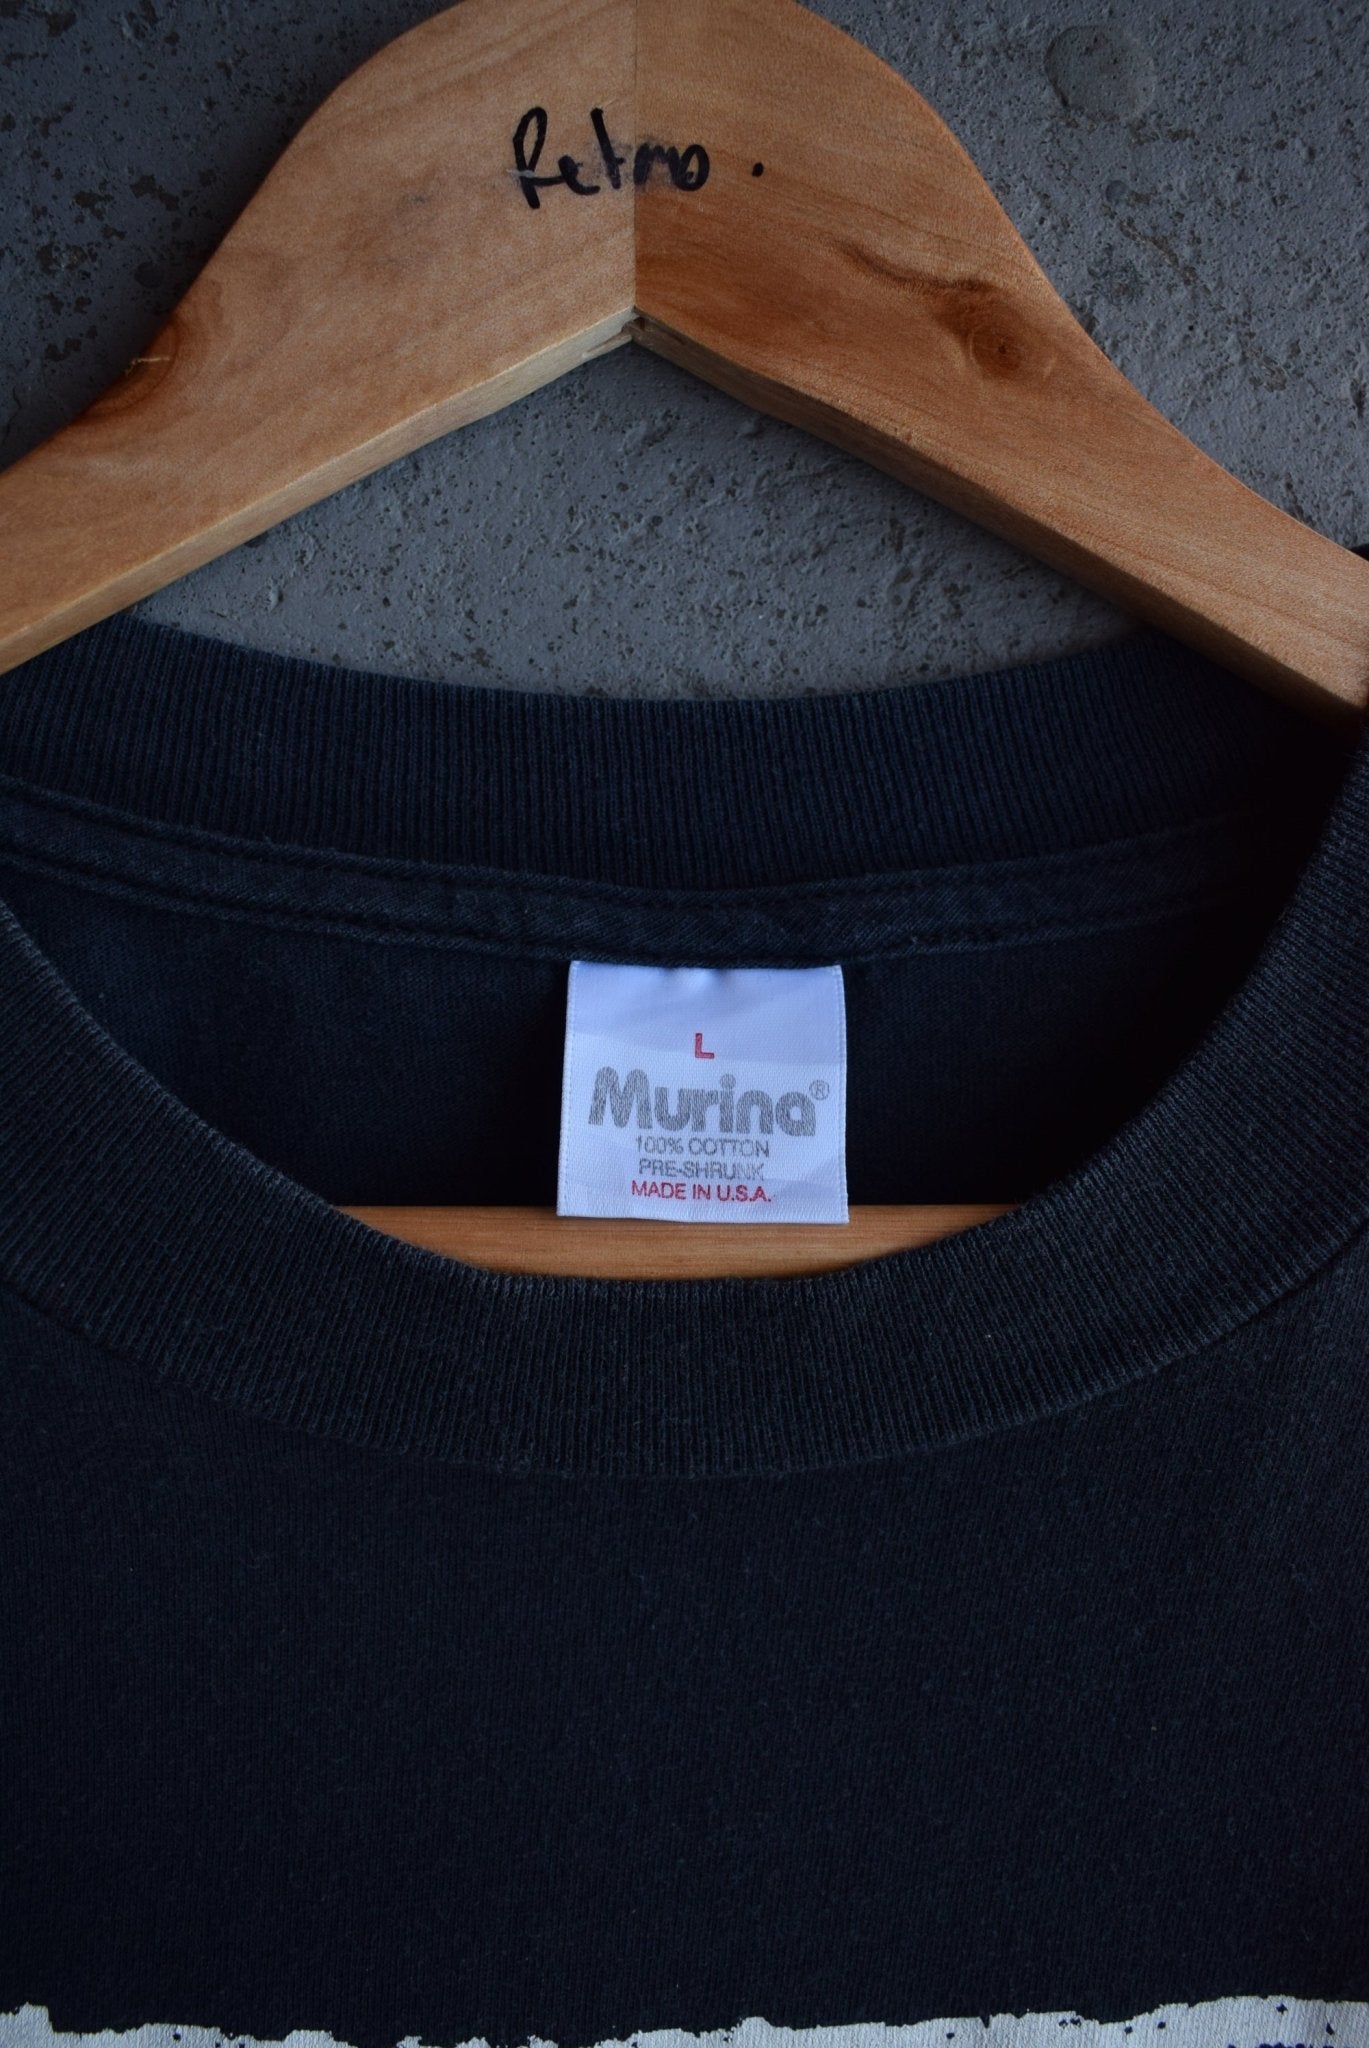 Retro.
L
Murina®
100% COTTON
PRE-SHRUNK
MADE IN U.S.A.